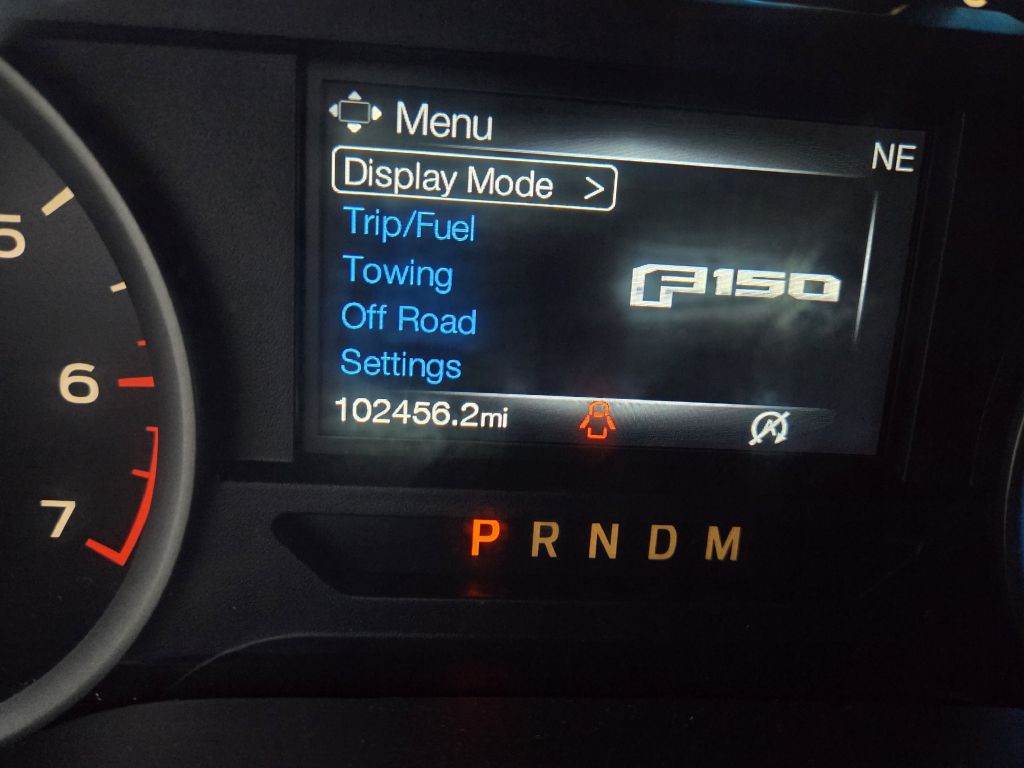 Menu
NE
Display Mode >
Trip/Fuel
Towing
F150
Off Road
Settings
102456.2mi
A
5
6
7
P R N D M